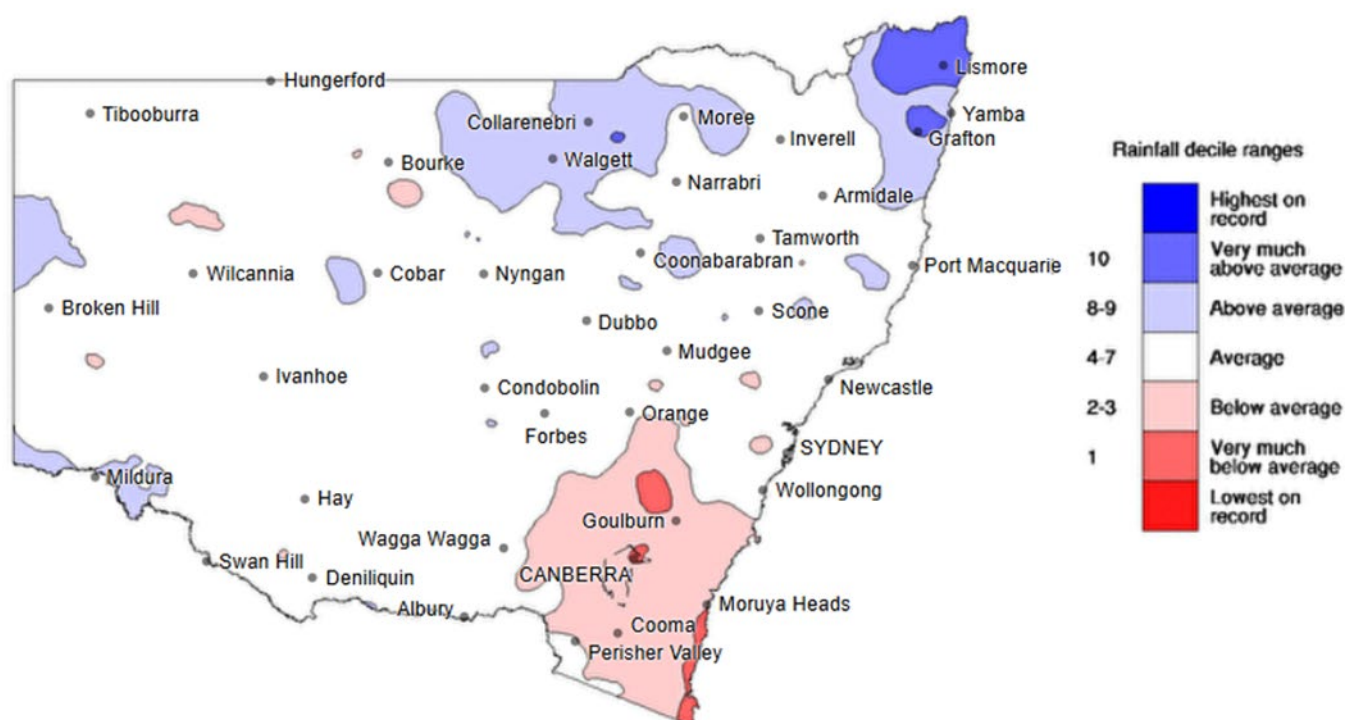 Hungerford
Lismore
Tibooburra
Yamba
Collarenebri
Moree
Grafton
Inverell
Bourke
Walgett
Narrabri
Armidale
Tamworth
Coonabarabran
Port Macquarie
Wilcannia
Cobar
Nyngan
Broken Hill
Scone
Dubbo
Mudgee
Ivanhoe
Condobolin
Newcastle
Orange
Forbes
SYDNEY
Mildura
Wollongong
Hay
Goulburn
Wagga Wagga
Swan Hill
CANBERRA
Deniliquin
Albury
Moruya Heads
Cooma
Perisher Valley
Rainfall decile ranges
Highest on
record
10 Very much
above average
8-9 Above average
4-7 Average
2-3 Below average
1 Very much
below average
Lowest on
record